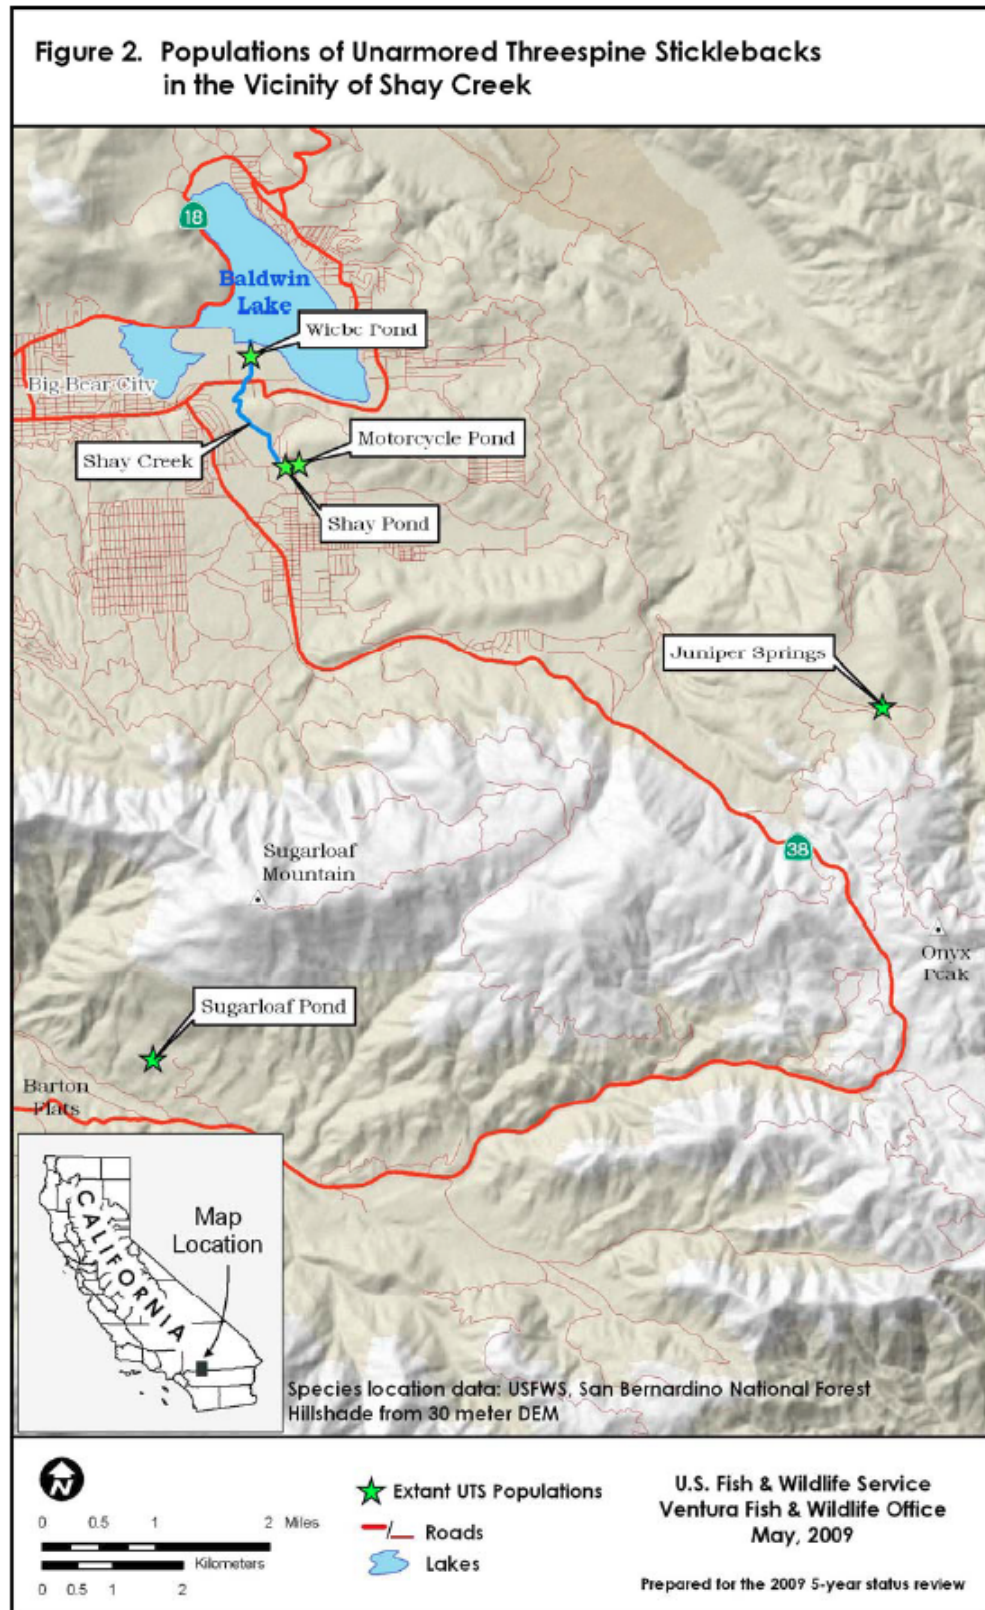 Figure 2. Populations of Unarmored Threespine Sticklebacks
in the Vicinity of Shay Creek
18
Baldwin
Lake
Wiebe Pond
Big Bear City
Motorcycle Pond
Shay Creek
Shay Pond
Juniper Springs
38
Sugarloaf
Mountain
Onyx
Peak
Sugarloaf Pond
Barton
Flats
CALIFORNIA
Map
Location
Species location data: USFWS, San Bernardino National Forest
Hillshade from 30 meter DEM
N
0 0.5 1 2 Miles
Kilometers
0 0.5 1 2
Extant UTS Populations
Roads
Lakes
U.S. Fish & Wildlife Service
Ventura Fish & Wildlife Office
May, 2009
Prepared for the 2009 5-year status review